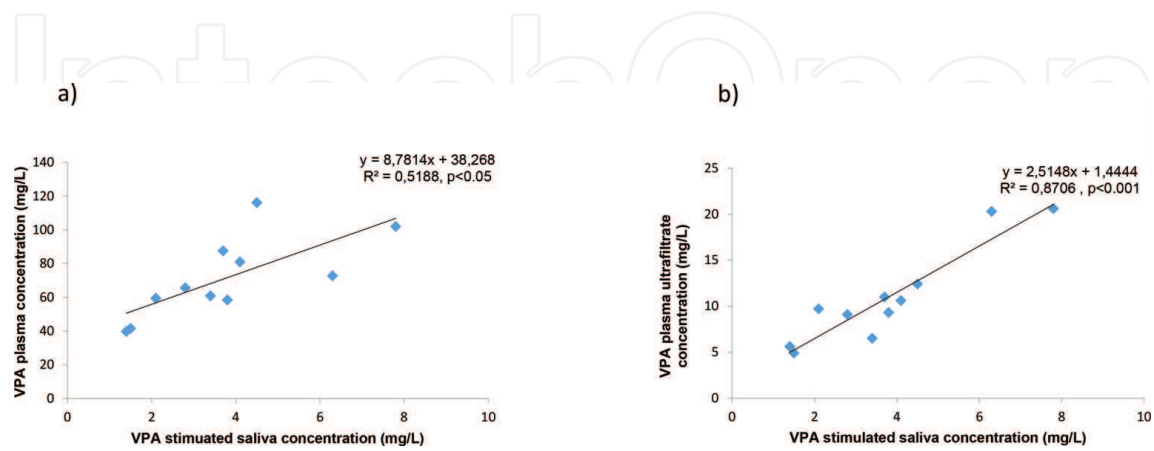 IntechOpen
a)
y = 8,7814x + 38,268
R² = 0,5188, p<0.05
VPA plasma concentration (mg/L)
140
120
100
80
60
40
20
0
0 2 4 6 8 10
VPA stimuated saliva concentration (mg/L)
b)
y = 2,5148x + 1,4444
R² = 0,8706 , p<0.001
VPA plasma ultrafiltrate
concentration (mg/L)
25
20
15
10
5
0
0 2 4 6 8 10
VPA stimulated saliva concentration (mg/L)